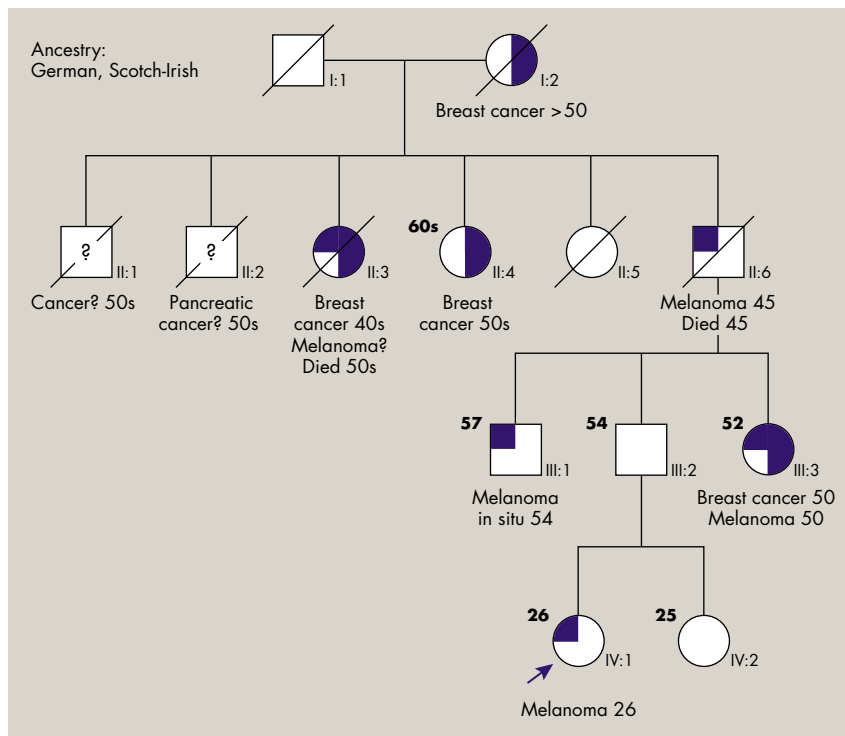 Ancestry:
German, Scotch-Irish
I:1
I:2
Breast cancer >50
?
II:1
?
II:2
II:3
60s
II:4
II:5
II:6
Cancer? 50s
Pancreatic
cancer? 50s
Breast
cancer 40s
Melanoma?
Died 50s
Breast
cancer 50s
Melanoma 45
Died 45
57
III:1
54
III:2
52
III:3
Melanoma
in situ 54
Breast cancer 50
Melanoma 50
26
IV:1
25
IV:2
Melanoma 26